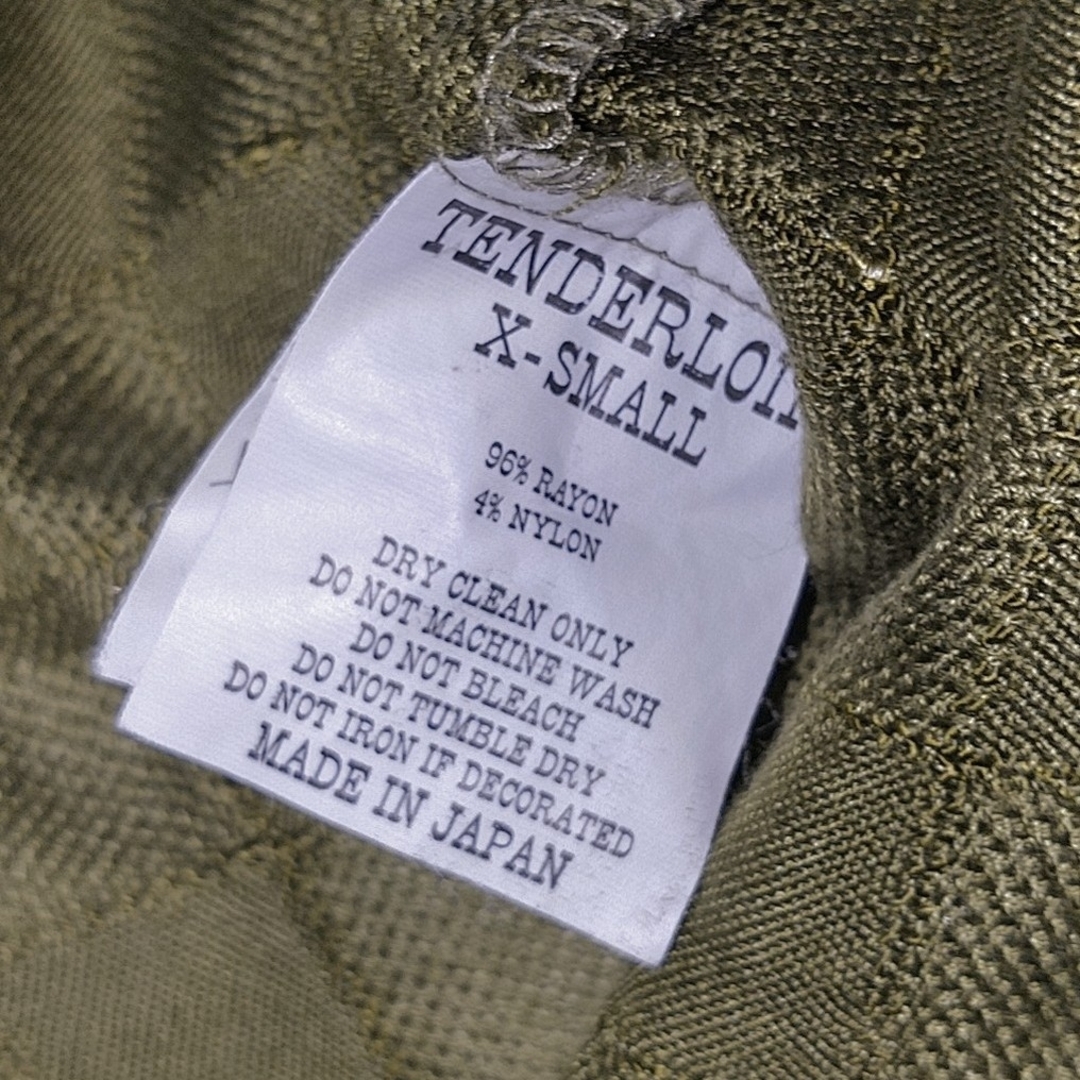 TENDERLOIN
X-SMALL
96% RAYON
4% NYLON
DRY CLEAN ONLY
DO NOT MACHINE WASH
DO NOT BLEACH
DO NOT TUMBLE DRY
DO NOT IRON IF DECORATED
MADE IN JAPAN